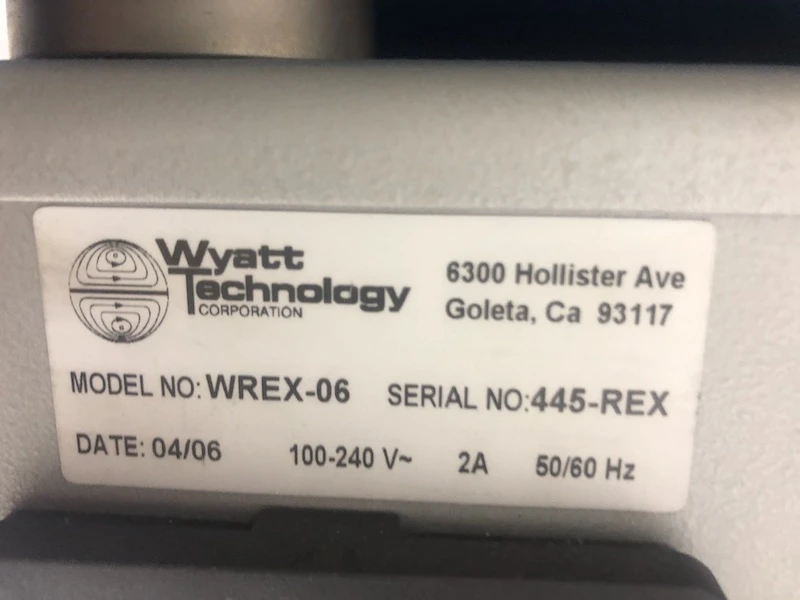 Wyatt
Technology
CORPORATION
6300 Hollister Ave
Goleta, Ca 93117
MODEL NO: WREX-06 SERIAL NO: 445-REX
DATE: 04/06 100-240 V~ 2A 50/60 Hz